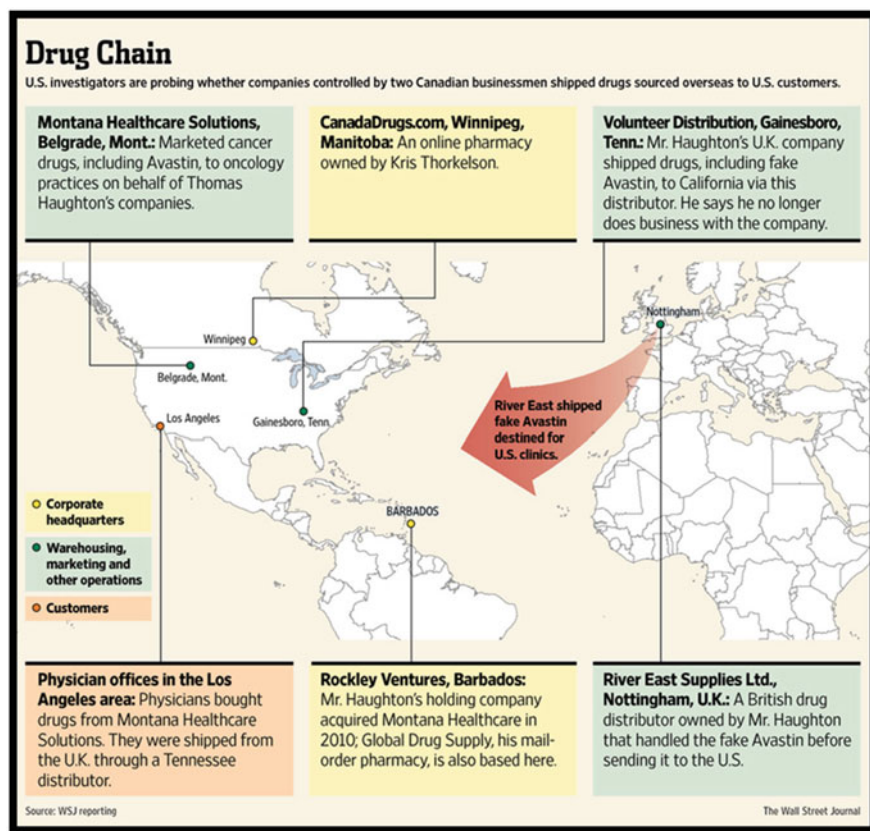 Drug Chain
U.S. investigators are probing whether companies controlled by two Canadian businessmen shipped drugs sourced overseas to U.S. customers.
Montana Healthcare Solutions,
Belgrade, Mont.: Marketed cancer
drugs, including Avastin, to oncology
practices on behalf of Thomas
Haughton's companies.
CanadaDrugs.com, Winnipeg,
Manitoba: An online pharmacy
owned by Kris Thorkelson.
Volunteer Distribution, Gainesboro,
Tenn.: Mr. Haughton's U.K. company
shipped drugs, including fake
Avastin, to California via this
distributor. He says he no longer
does business with the company.
Nottingham
Winnipeg
Belgrade, Mont.
Los Angeles
Gainesboro, Tenn.
River East shipped
fake Avastin
destined for
U.S. clinics.
BARBADOS
Corporate
headquarters
Warehousing,
marketing and
other operations
Customers
Physician offices in the Los
Angeles area: Physicians bought
drugs from Montana Healthcare
Solutions. They were shipped from
the U.K. through a Tennessee
distributor.
Rockley Ventures, Barbados:
Mr. Haughton's holding company
acquired Montana Healthcare in
2010; Global Drug Supply, his mail-
order pharmacy, is also based here.
River East Supplies Ltd.,
Nottingham, U.K.: A British drug
distributor owned by Mr. Haughton
that handled the fake Avastin before
sending it to the U.S.
Source: WSJ reporting
The Wall Street Journal